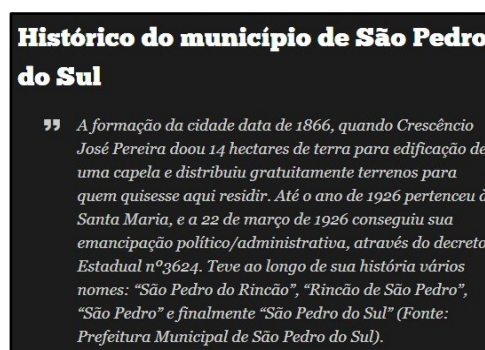 Histórico do município de São Pedro
do Sul
” A formação da cidade data de 1866, quando Crescêncio
José Pereira doou 14 hectares de terra para edificação de
uma capela e distribuiu gratuitamente terrenos para
quem quisesse aqui residir. Até o ano de 1926 pertenceu à
Santa Maria, e a 22 de março de 1926 conseguiu sua
emancipação político/administrativa, através do decreto
Estadual nº3624. Teve ao longo de sua história vários
nomes: “São Pedro do Rincão”, “Rincão de São Pedro”,
“São Pedro” e finalmente “São Pedro do Sul” (Fonte:
Prefeitura Municipal de São Pedro do Sul).